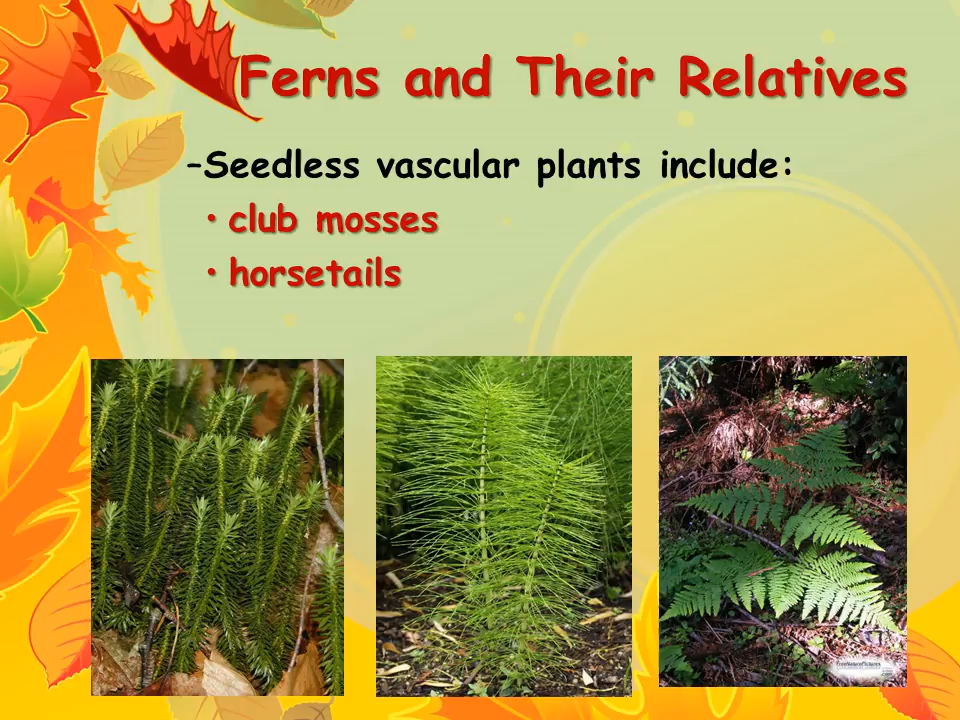 Ferns and Their Relatives
–Seedless vascular plants include:
• club mosses
• horsetails